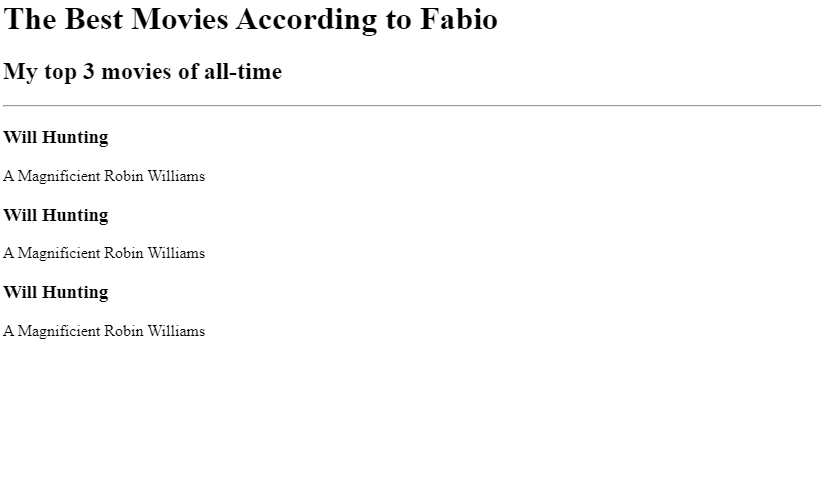 The Best Movies According to Fabio
My top 3 movies of all-time
Will Hunting
A Magnificient Robin Williams
Will Hunting
A Magnificient Robin Williams
Will Hunting
A Magnificient Robin Williams